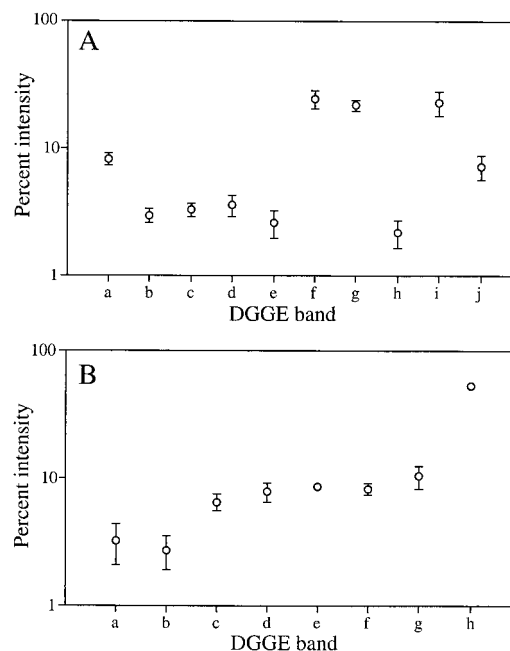 A
100
10
1
Percent intensity
a b c d e f g h i j
DGGE band
B
100
10
1
Percent intensity
a b c d e f g h
DGGE band